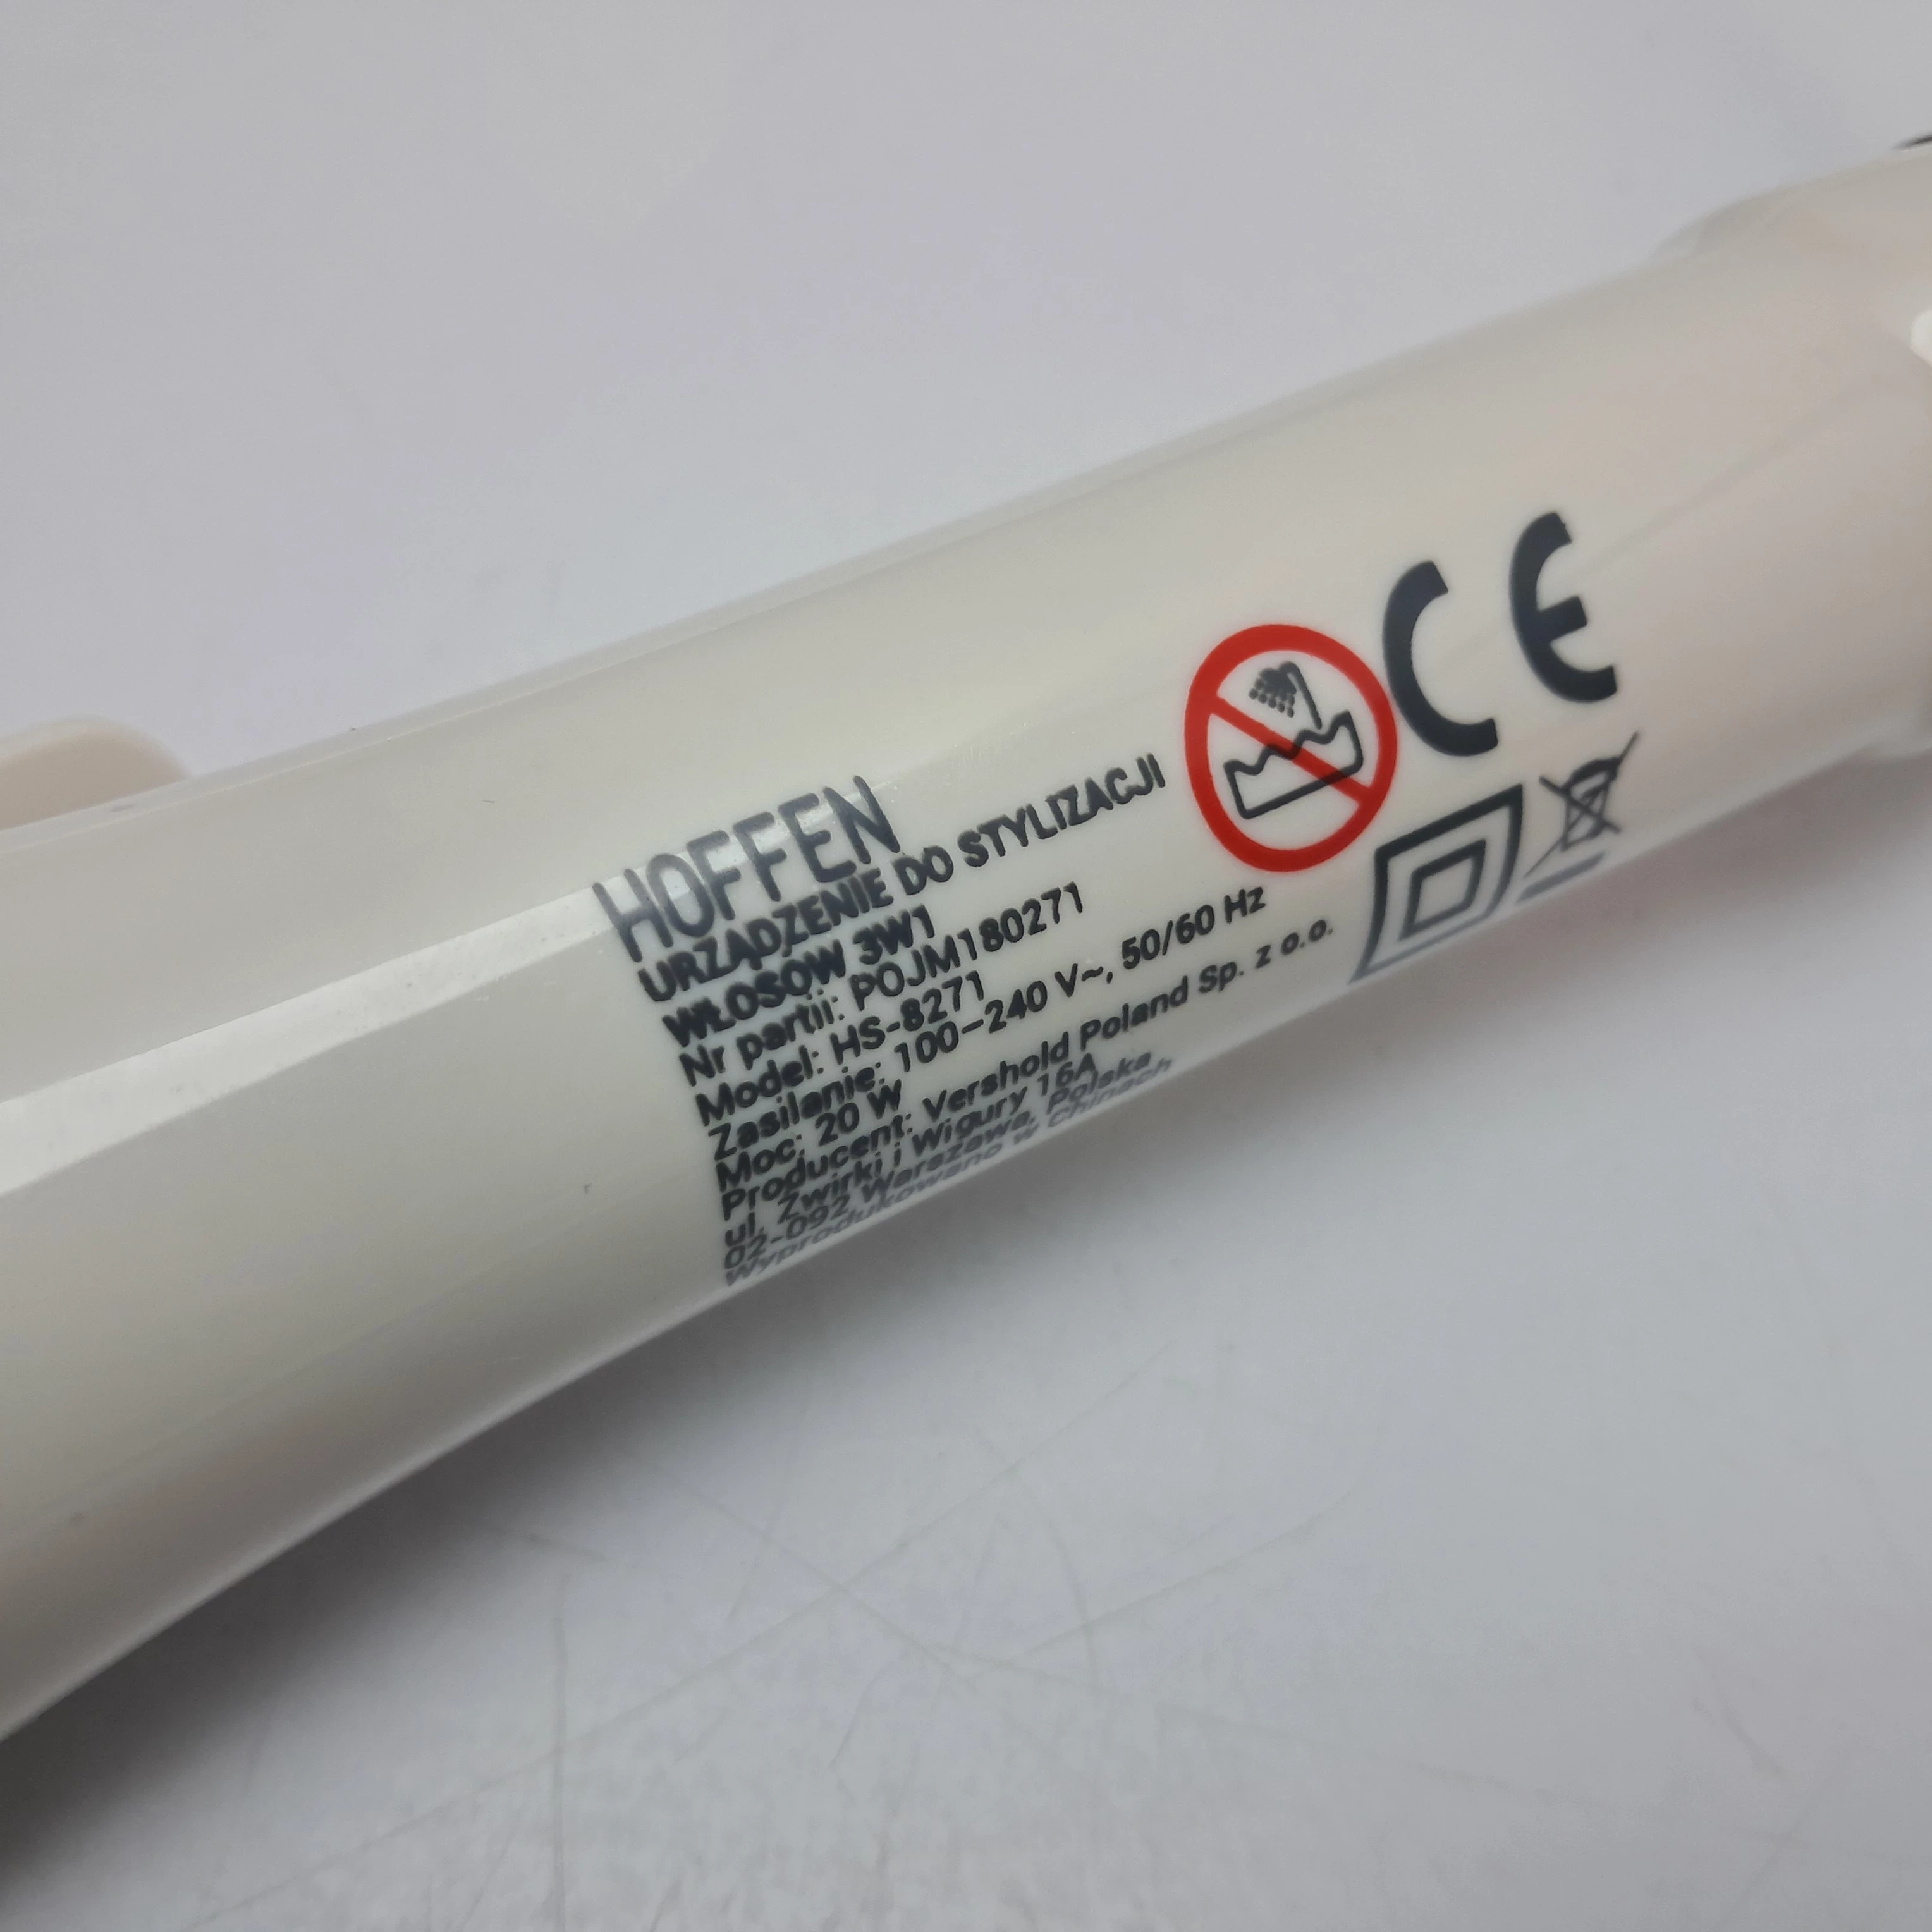 HOFFEN
URZĄDZENIE DO STYLIZACJI
WŁOSÓW 3W1
Nr partii: POJM180271
Model: HS-8271
Zasilanie: 100-240 V~, 50/60 Hz
Moc: 20 W
Producent: Vershold Poland Sp. z o.o.
ul. Żwirki i Wigury 16A
02-092 Warszawa, Polska
Wyprodukowano w Chinach
CE